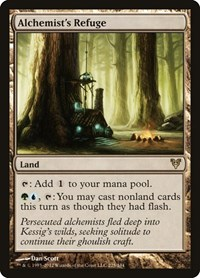 Alchemist's Refuge
Land
: Add 1 to your mana pool.
, : You may cast nonland cards
this turn as though they had flash.
Persecuted alchemists fled deep into
Kessig's wilds, seeking solitude to
continue their ghoulish craft.
Dan Scott